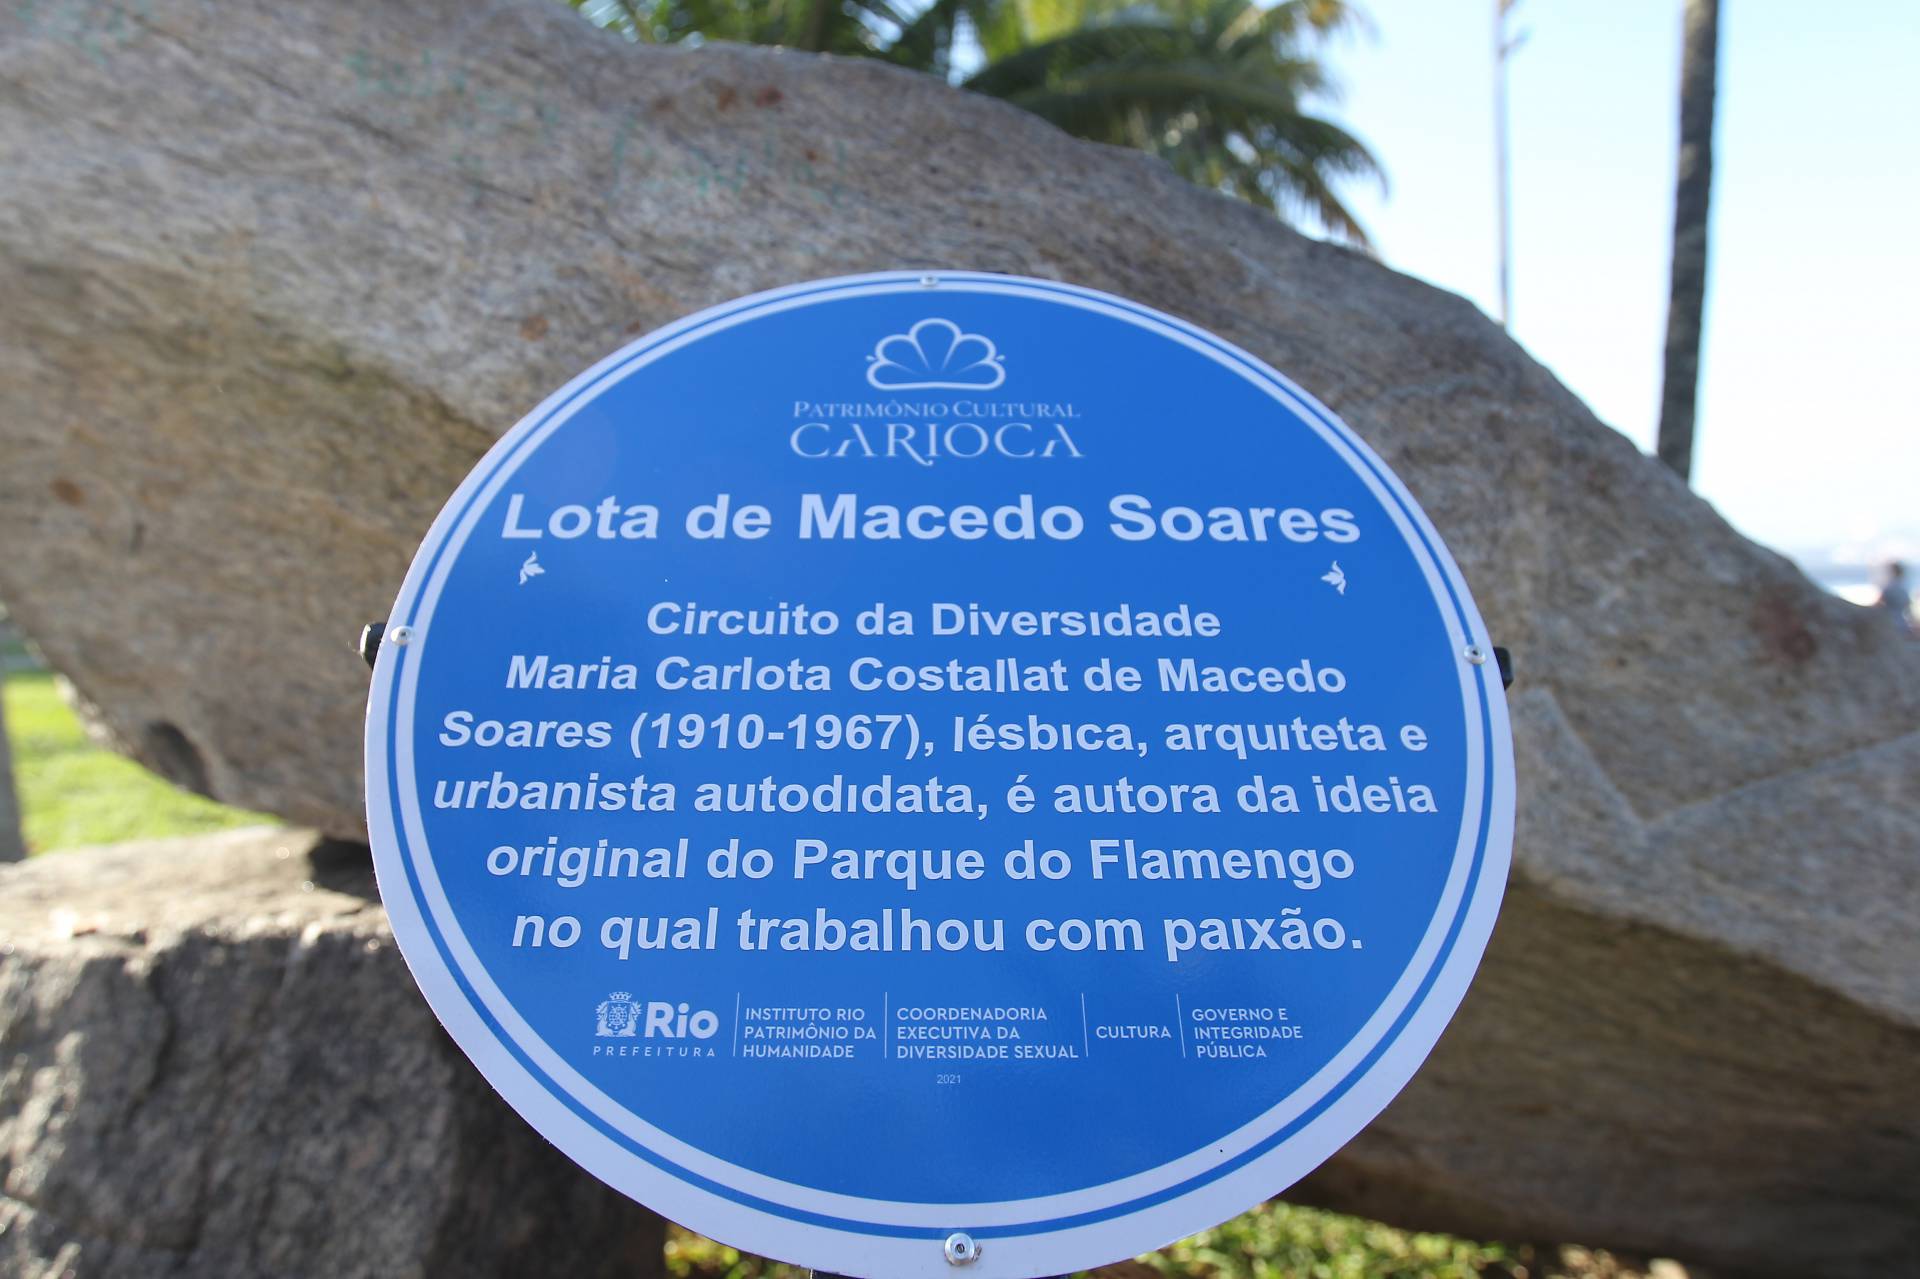 PATRIMÔNIO CULTURAL
CARIOCA
Lota de Macedo Soares
Circuito da Diversidade
Maria Carlota Costallat de Macedo
Soares (1910-1967), lésbica, arquiteta e
urbanista autodidata, é autora da ideia
original do Parque do Flamengo
no qual trabalhou com paixão.
Rio
PREFEITURA
INSTITUTO RIO
PATRIMÔNIO DA
HUMANIDADE
COORDENADORIA
EXECUTIVA DA
DIVERSIDADE SEXUAL
CULTURA
GOVERNO E
INTEGRIDADE
PÚBLICA
2021